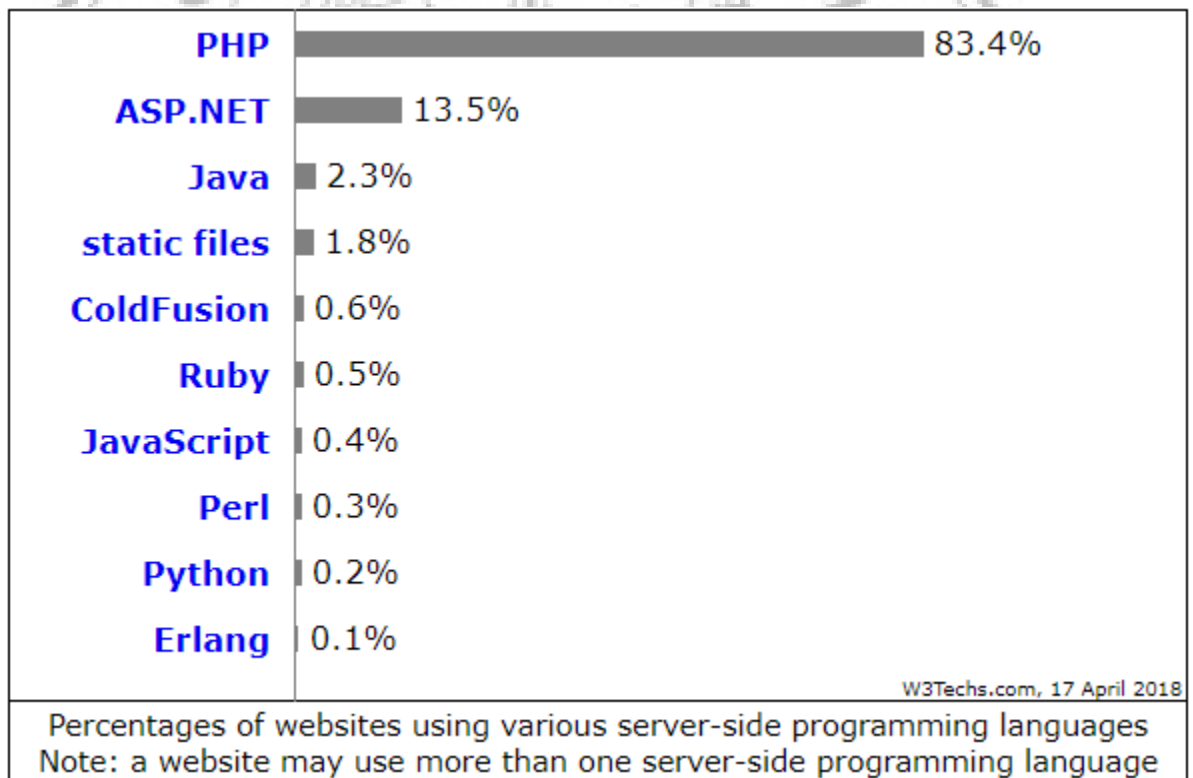 PHP 83.4%
ASP.NET 13.5%
Java 2.3%
static files 1.8%
ColdFusion 0.6%
Ruby 0.5%
JavaScript 0.4%
Perl 0.3%
Python 0.2%
Erlang 0.1%
W3Techs.com, 17 April 2018
Percentages of websites using various server-side programming languages
Note: a website may use more than one server-side programming language